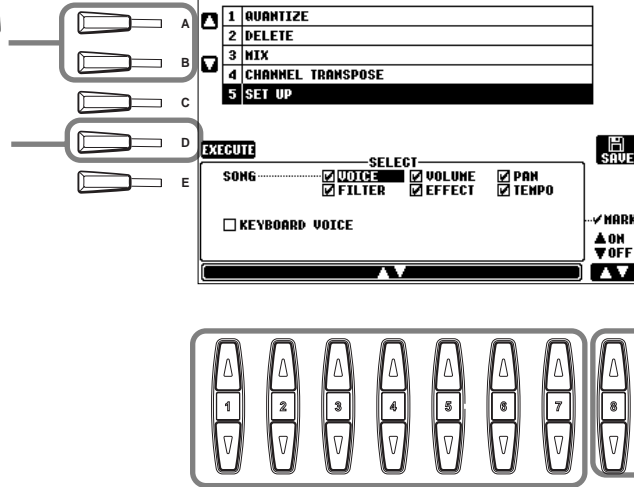 A
B
C
D
E
1 QUANTIZE
2 DELETE
3 MIX
4 CHANNEL TRANSPOSE
5 SET UP
EXECUTE
SAVE
SELECT
SONG VOICE VOLUME PAN
FILTER EFFECT TEMPO
KEYBOARD VOICE
MARK
ON
OFF
1 2 3 4 5 6 7 8